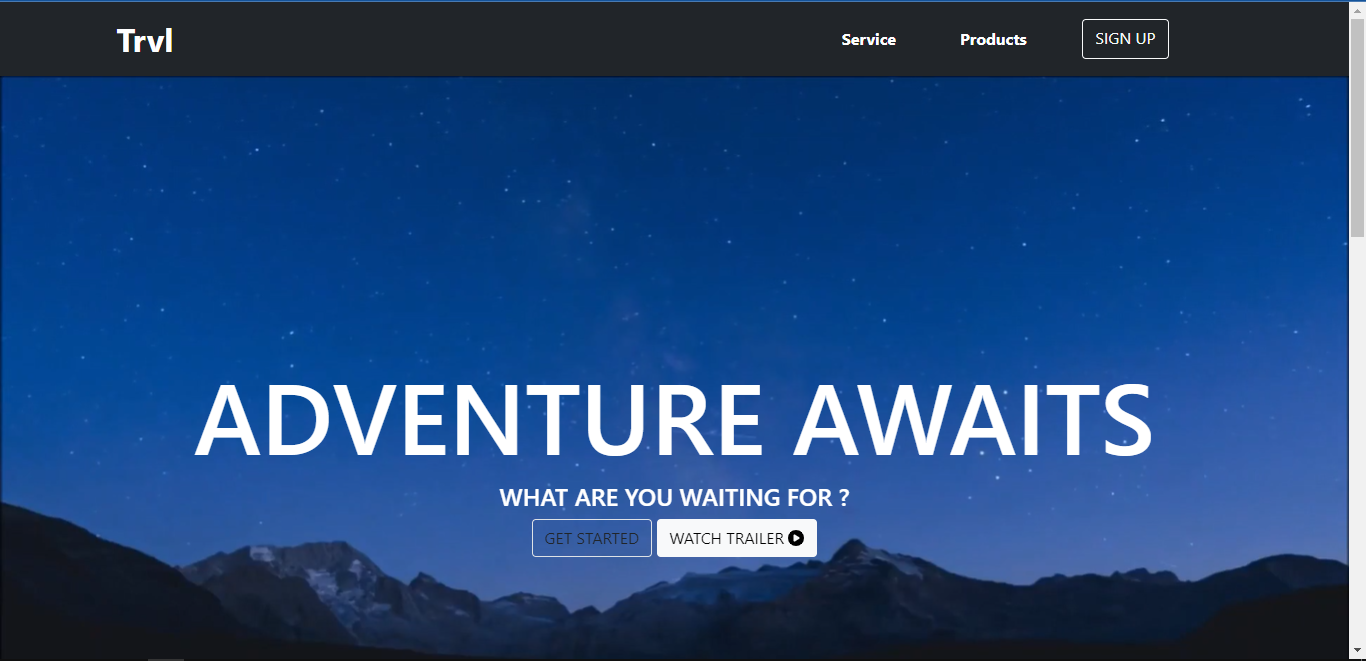 Trvl
Service Products SIGN UP
ADVENTURE AWAITS
WHAT ARE YOU WAITING FOR ?
GET STARTED WATCH TRAILER